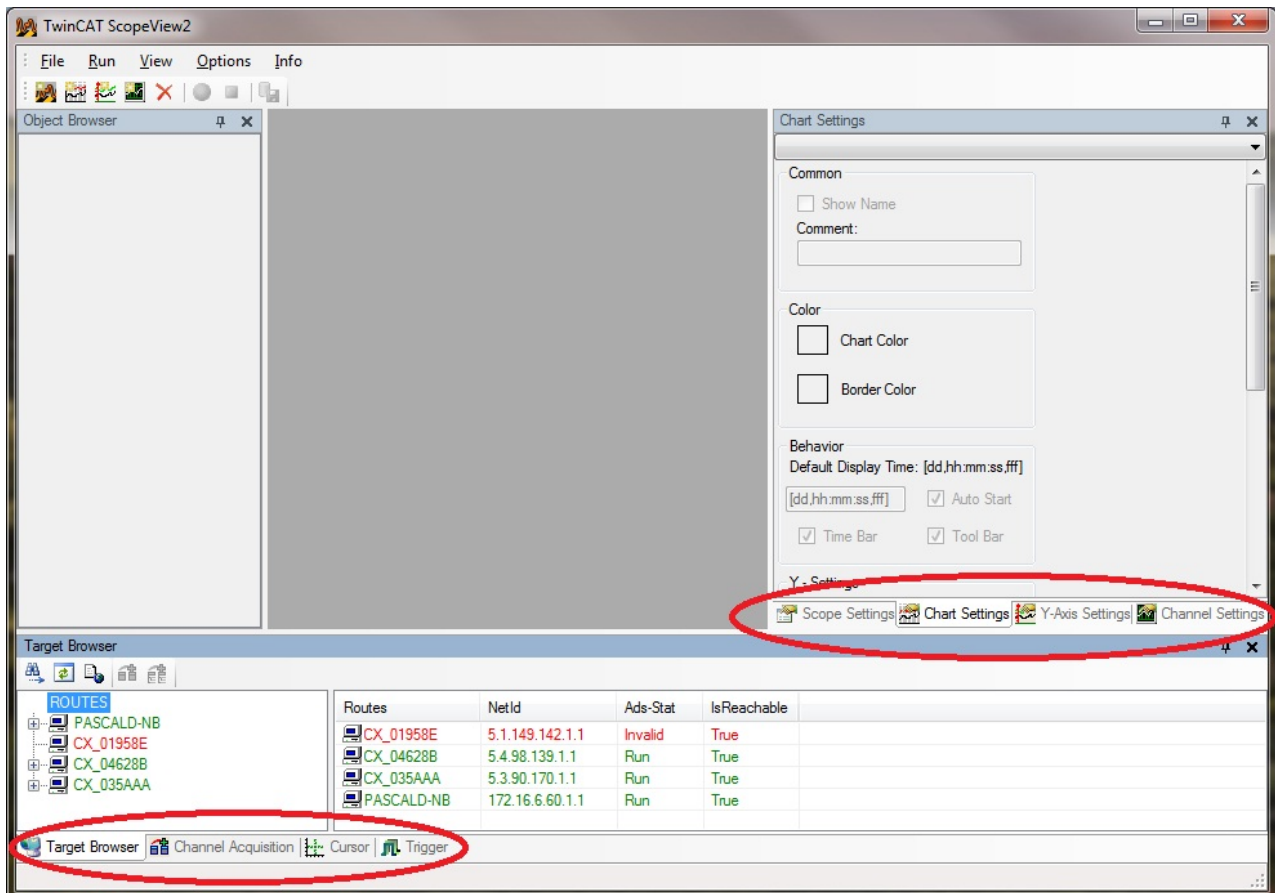 TwinCAT ScopeView2
File Run View Options Info
Object Browser
Chart Settings
Common
Show Name
Comment:
Color
Chart Color
Border Color
Behavior
Default Display Time: [dd,hh:mm:ss,fff]
[dd,hh:mm:ss,fff] Auto Start
Time Bar Tool Bar
Y - Settings
Scope Settings Chart Settings Y-Axis Settings Channel Settings
Target Browser
ROUTES
PASCALD-NB
CX_01958E
CX_04628B
CX_035AAA
Routes NetId Ads-Stat IsReachable
CX_01958E 5.1.149.142.1.1 Invalid True
CX_04628B 5.4.98.139.1.1 Run True
CX_035AAA 5.3.90.170.1.1 Run True
PASCALD-NB 172.16.6.60.1.1 Run True
Target Browser Channel Acquisition Cursor Trigger